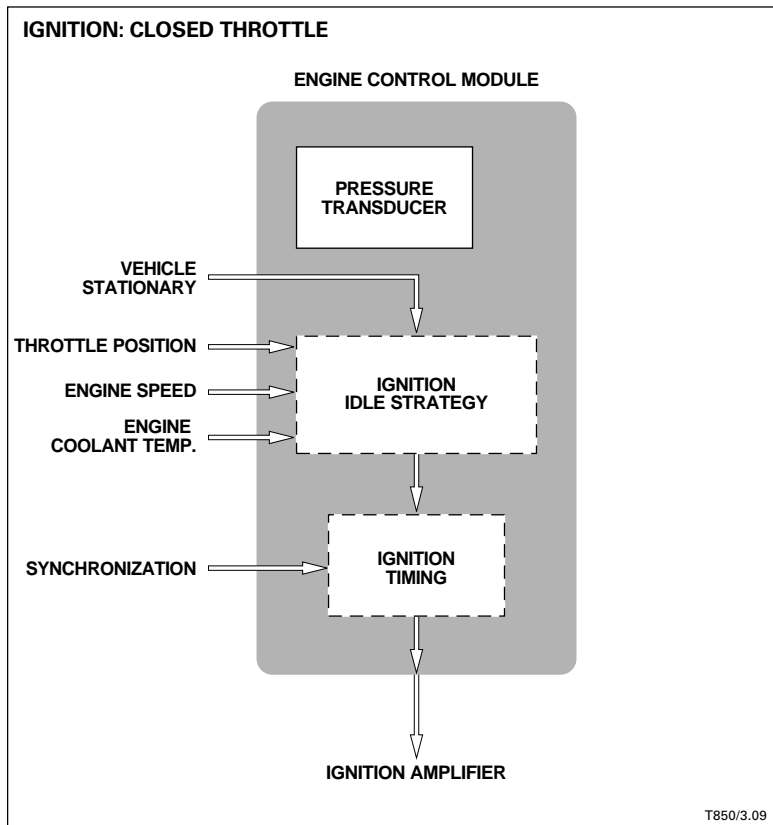 IGNITION: CLOSED THROTTLE
ENGINE CONTROL MODULE
PRESSURE
TRANSDUCER
VEHICLE
STATIONARY
THROTTLE POSITION
ENGINE SPEED
ENGINE
COOLANT TEMP.
IGNITION
IDLE STRATEGY
SYNCHRONIZATION
IGNITION
TIMING
IGNITION AMPLIFIER
T850/3.09